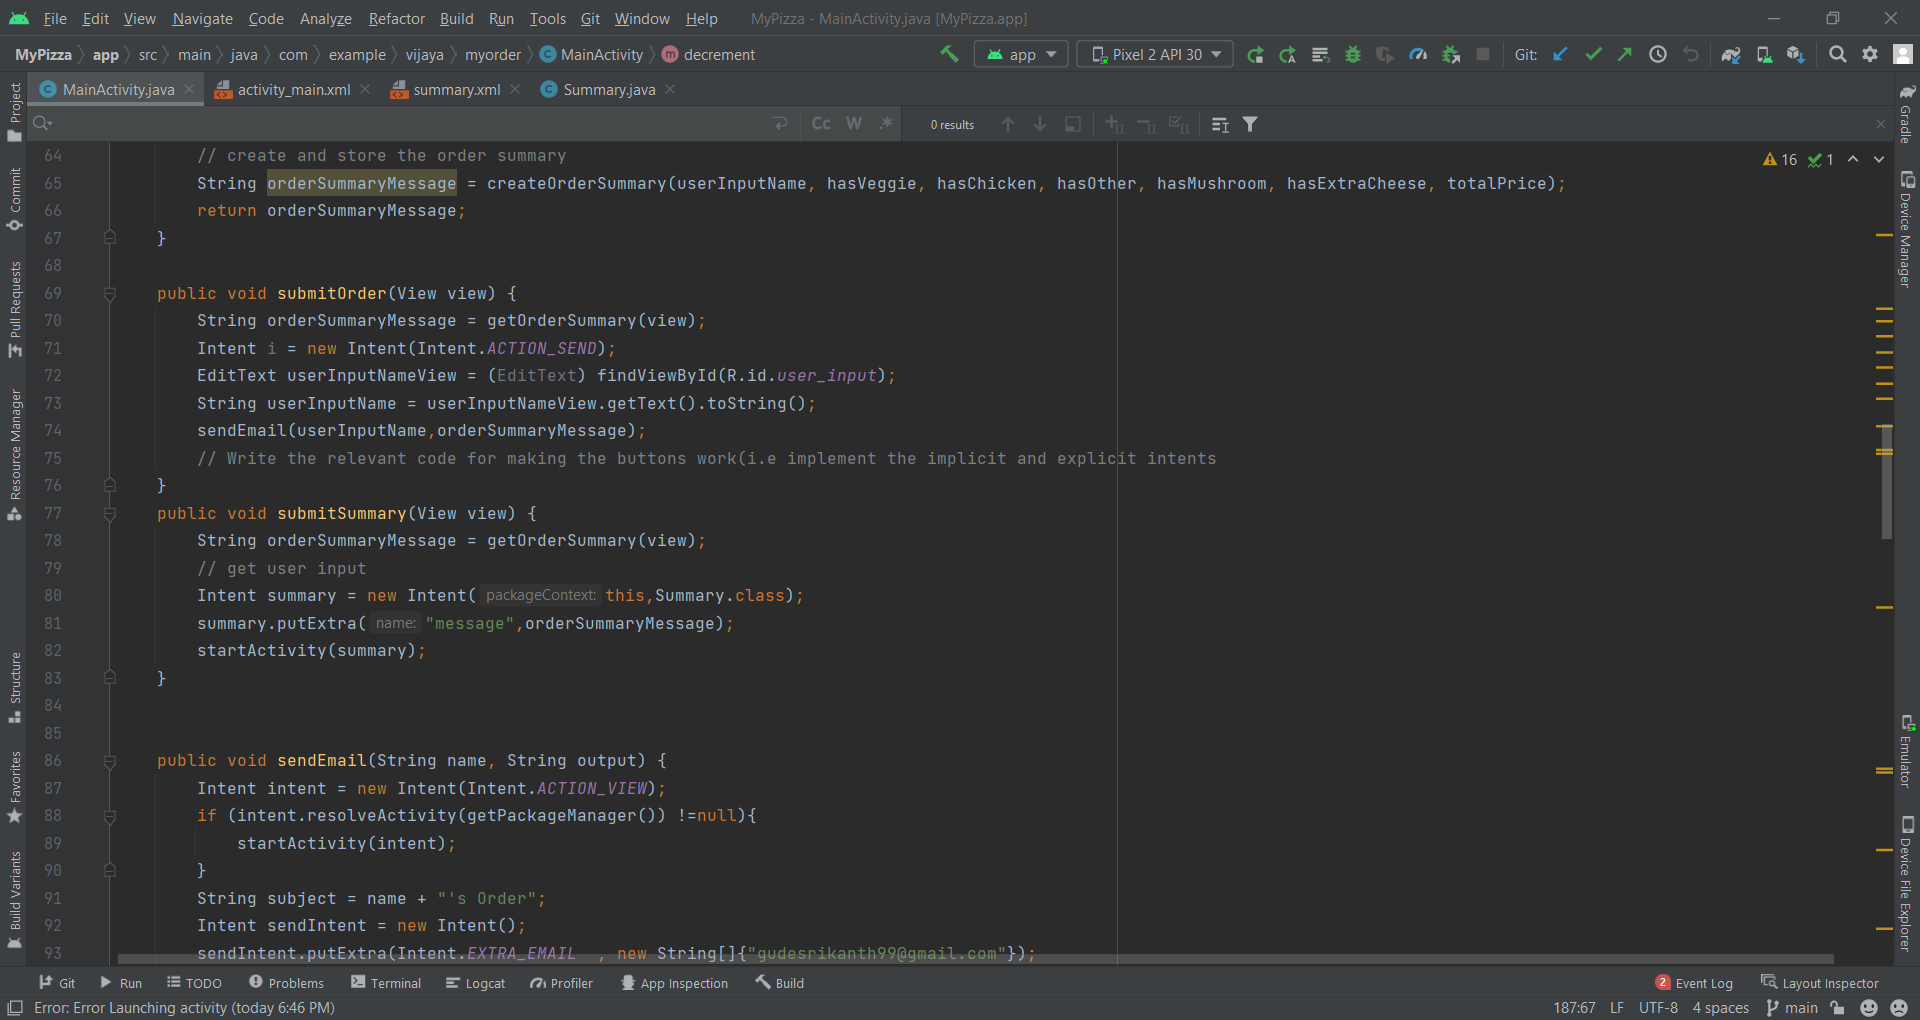 File Edit View Navigate Code Analyze Refactor Build Run Tools Git Window Help MyPizza - MainActivity.java [MyPizza.app]
MyPizza app src main java com example vijaya myorder MainActivity decrement app Pixel 2 API 30 Git:
MainActivity.java activity_main.xml summary.xml Summary.java
Cc W .* 0 results
16 1
64 // create and store the order summary
65 String orderSummaryMessage = createOrderSummary(userInputName, hasVeggie, hasChicken, hasOther, hasMushroom, hasExtraCheese, totalPrice);
66 return orderSummaryMessage;
67 }
68
69 public void submitOrder(View view) {
70 String orderSummaryMessage = getOrderSummary(view);
71 Intent i = new Intent(Intent.ACTION_SEND);
72 EditText userInputNameView = (EditText) findViewById(R.id.user_input);
73 String userInputName = userInputNameView.getText().toString();
74 sendEmail(userInputName,orderSummaryMessage);
75 // Write the relevant code for making the buttons work(i.e implement the implicit and explicit intents
76 }
77 public void submitSummary(View view) {
78 String orderSummaryMessage = getOrderSummary(view);
79 // get user input
80 Intent summary = new Intent( packageContext: this,Summary.class);
81 summary.putExtra( name: "message",orderSummaryMessage);
82 startActivity(summary);
83 }
84
85
86 public void sendEmail(String name, String output) {
87 Intent intent = new Intent(Intent.ACTION_VIEW);
88 if (intent.resolveActivity(getPackageManager()) !=null){
89 startActivity(intent);
90 }
91 String subject = name + "'s Order";
92 Intent sendIntent = new Intent();
93 sendIntent.putExtra(Intent.EXTRA_EMAIL , new String[]{"gudesrikanth99@gmail.com"});
Project
Commit
Pull Requests
Resource Manager
Structure
Favorites
Build Variants
Gradle
Device Manager
Emulator
Device File Explorer
Git Run TODO Problems Terminal Logcat Profiler App Inspection Build 2 Event Log Layout Inspector
Error: Error Launching activity (today 6:46 PM) 187:67 LF UTF-8 4 spaces main